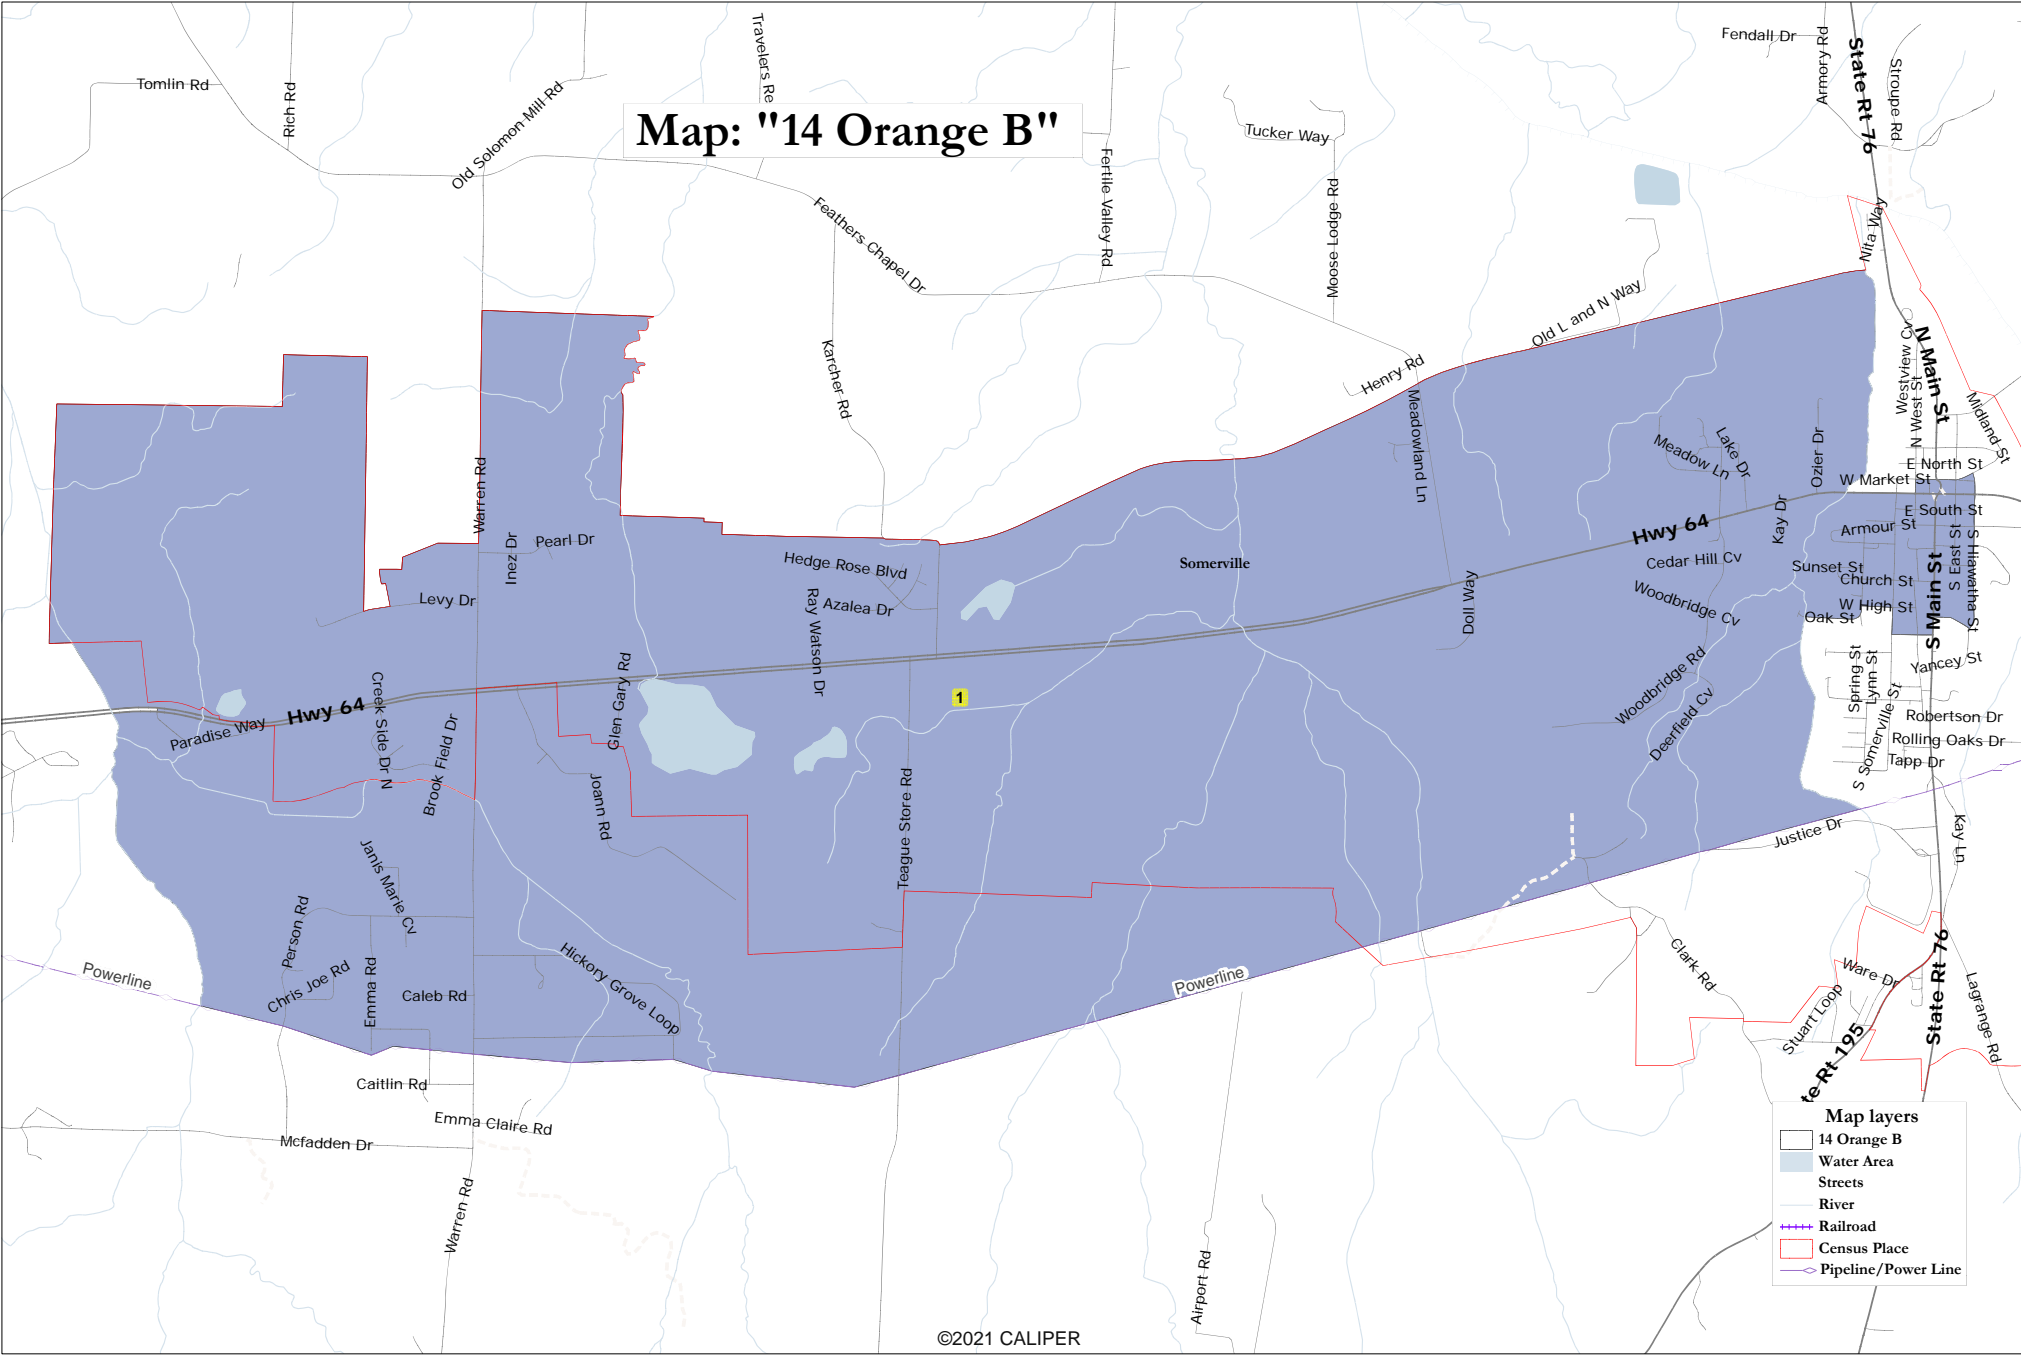 Map: "14 Orange B"
Tomlin Rd
Rich Rd
Old Solomon Mill Rd
Travelers Re
Fertile Valley Rd
Tucker Way
Moose Lodge Rd
Fendall Dr
Armory Rd
State Rt 76
Stroupe Rd
Feathers Chapel Dr
Nita Way
Karcher Rd
Old L and N Way
Henry Rd
Meadowland Ln
Westview Cv
N West St
N Main St
Midland St
Meadow Ln
Lake Dr
Ozier Dr
E North St
W Market St
Warren Rd
Inez Dr
Pearl Dr
Hedge Rose Blvd
Somerville
Hwy 64
Kay Dr
E South St
Armour St
Cedar Hill Cv
Sunset St
Church St
S East St
S Hiawatha St
Levy Dr
Ray Watson Dr
Azalea Dr
Doll Way
Woodbridge Cv
W High St
Oak St
S Main St
Yancey St
Spring St
Lynn St
S Somerville St
Creek Side Dr N
Hwy 64
Paradise Way
Brook Field Dr
Glen Gary Rd
1
Woodbridge Rd
Deerfield Cv
Robertson Dr
Rolling Oaks Dr
Tapp Dr
Joann Rd
Teague Store Rd
Justice Dr
Kay Ln
Janis Marie Cv
Person Rd
Chris Joe Rd
Emma Rd
Caleb Rd
Hickory Grove Loop
Powerline
Powerline
Clark Rd
Ware Dr
State Rt 76
Lagrange Rd
Stuart Loop
te Rt 195
Caitlin Rd
Emma Claire Rd
Mcfadden Dr
Warren Rd
Airport Rd
Map layers
14 Orange B
Water Area
Streets
River
Railroad
Census Place
Pipeline/Power Line
©2021 CALIPER